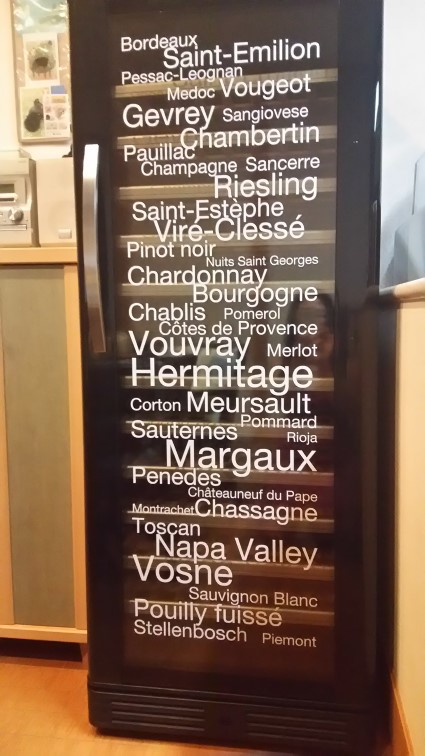 Bordeaux
Saint-Emilion
Pessac-Leognan
Medoc Vougeot
Gevrey Sangiovese
Chambertin
Pauillac
Champagne Sancerre
Riesling
Saint-Estèphe
Viré-Clessé
Pinot noir
Nuits Saint Georges
Chardonnay
Bourgogne
Chablis Pomerol
Côtes de Provence
Vouvray Merlot
Hermitage
Corton Meursault
Pommard
Sauternes Rioja
Margaux
Penedes
Châteauneuf du Pape
Montrachet Chassagne
Toscan
Napa Valley
Vosne
Sauvignon Blanc
Pouilly fuissé
Stellenbosch Piemont